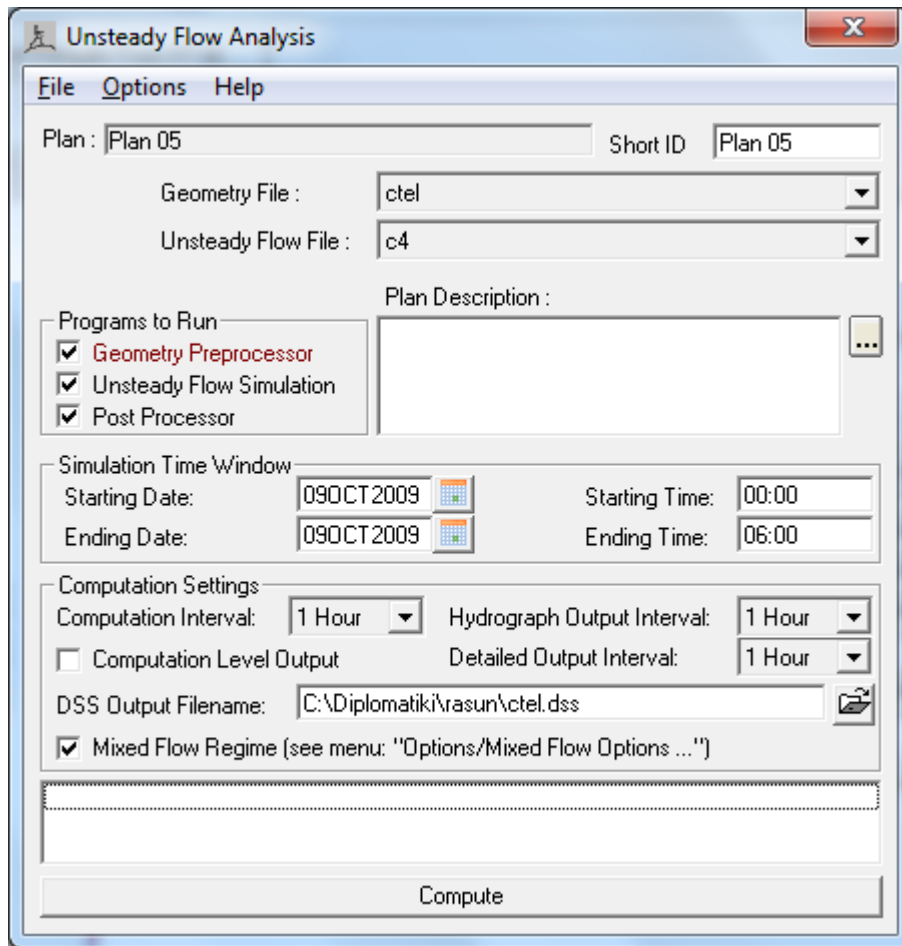 Unsteady Flow Analysis
File Options Help
Plan : Plan 05 Short ID Plan 05
Geometry File : ctel
Unsteady Flow File : c4
Plan Description :
Programs to Run
Geometry Preprocessor
...
Unsteady Flow Simulation
Post Processor
Simulation Time Window
Starting Date: 09OCT2009 Starting Time: 00:00
Ending Date: 09OCT2009 Ending Time: 06:00
Computation Settings
Computation Interval: 1 Hour Hydrograph Output Interval: 1 Hour
Computation Level Output Detailed Output Interval: 1 Hour
DSS Output Filename: C:\Diplomatiki\rasun\ctel.dss
Mixed Flow Regime (see menu: "Options/Mixed Flow Options ...")
Compute